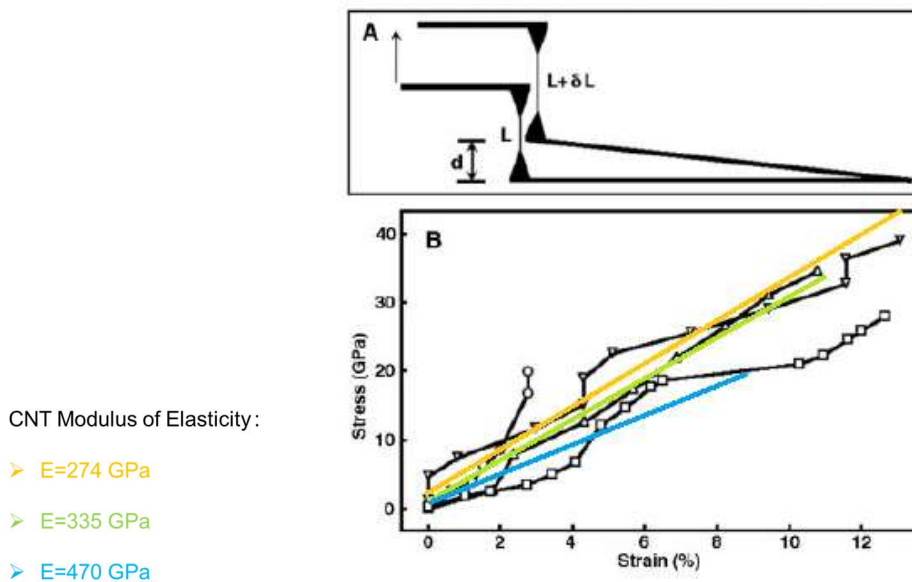 A
L+δL
L
d
B
40
30
20
10
0
Stress (GPa)
0 2 4 6 8 10 12
Strain (%)
CNT Modulus of Elasticity:
E=274 GPa
E=335 GPa
E=470 GPa